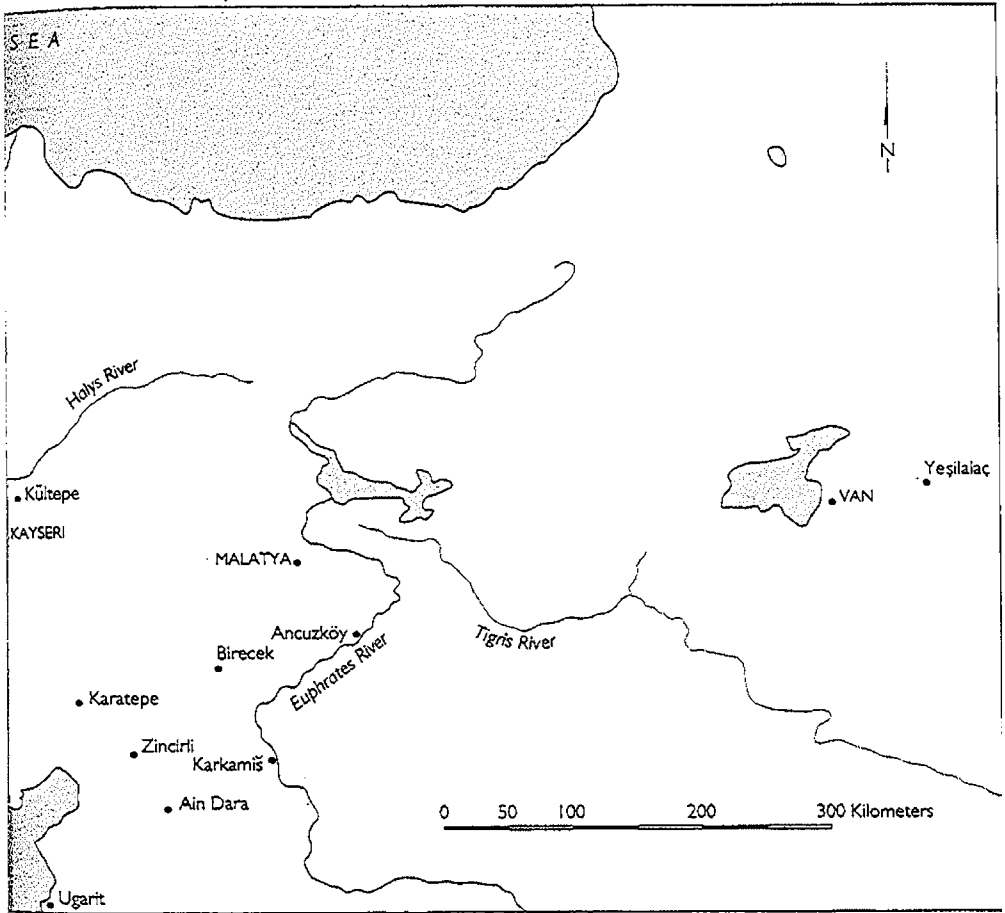 SEA
N
Halys River
Kültepe
KAYSERI
Yeşilalaç
VAN
MALATYA
Ancuzköy
Tigris River
Birecek
Euphrates River
Karatepe
Zincirli
Karkamiš
Ain Dara
0 50 100 200 300 Kilometers
Ugarit